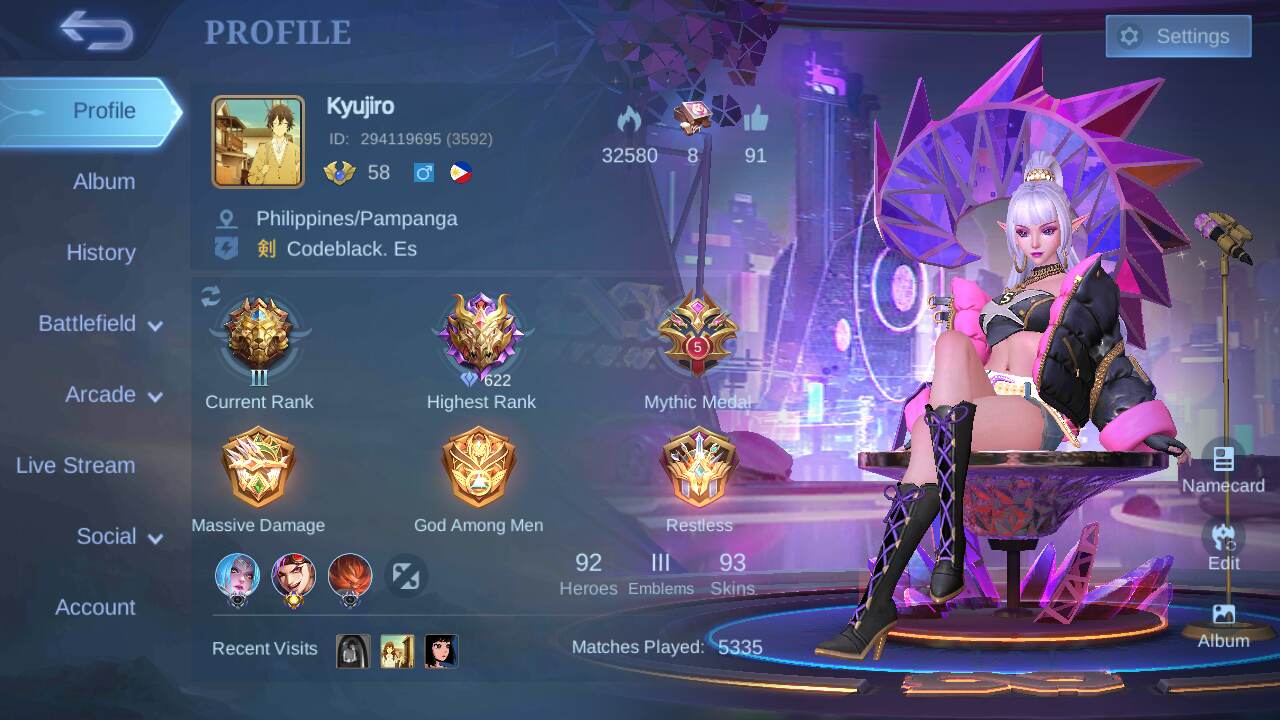 PROFILE
Settings
Profile
Album
History
Battlefield
Arcade
Live Stream
Social
Account
Kyujiro
ID: 294119695 (3592)
58
32580 8 91
Philippines/Pampanga
剣 Codeblack. Es
III
622
5
Current Rank
Highest Rank
Mythic Medal
Massive Damage
God Among Men
Restless
92 III 93
Heroes Emblems Skins
Recent Visits
Matches Played: 5335
Namecard
Edit
Album